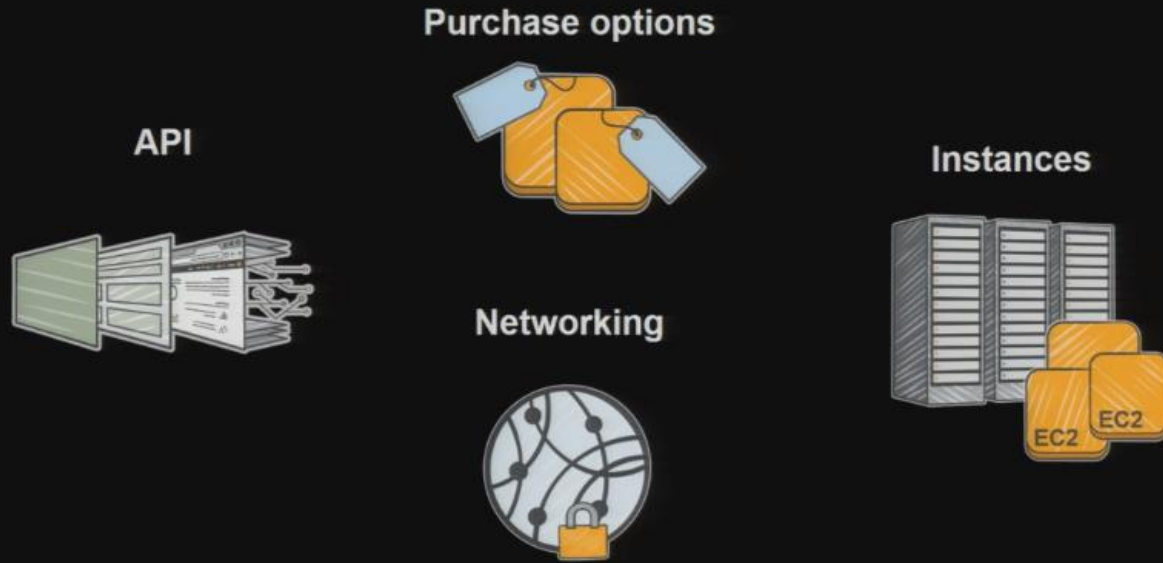 Purchase options
API
Instances
Networking
EC2
EC2